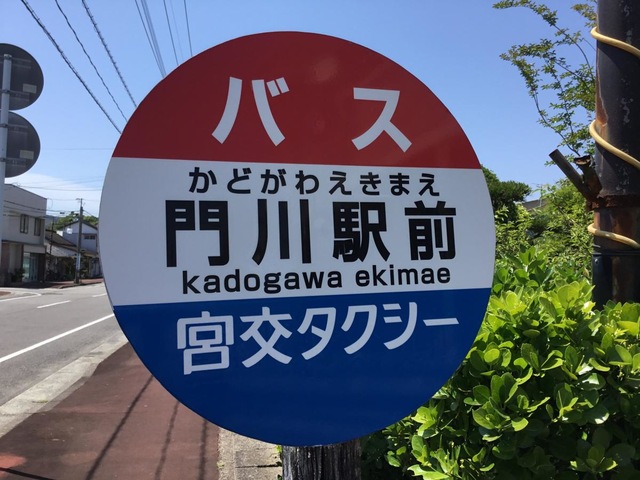 バス
かどがわえきまえ
門川駅前
kadogawa ekimae
宮交タクシー